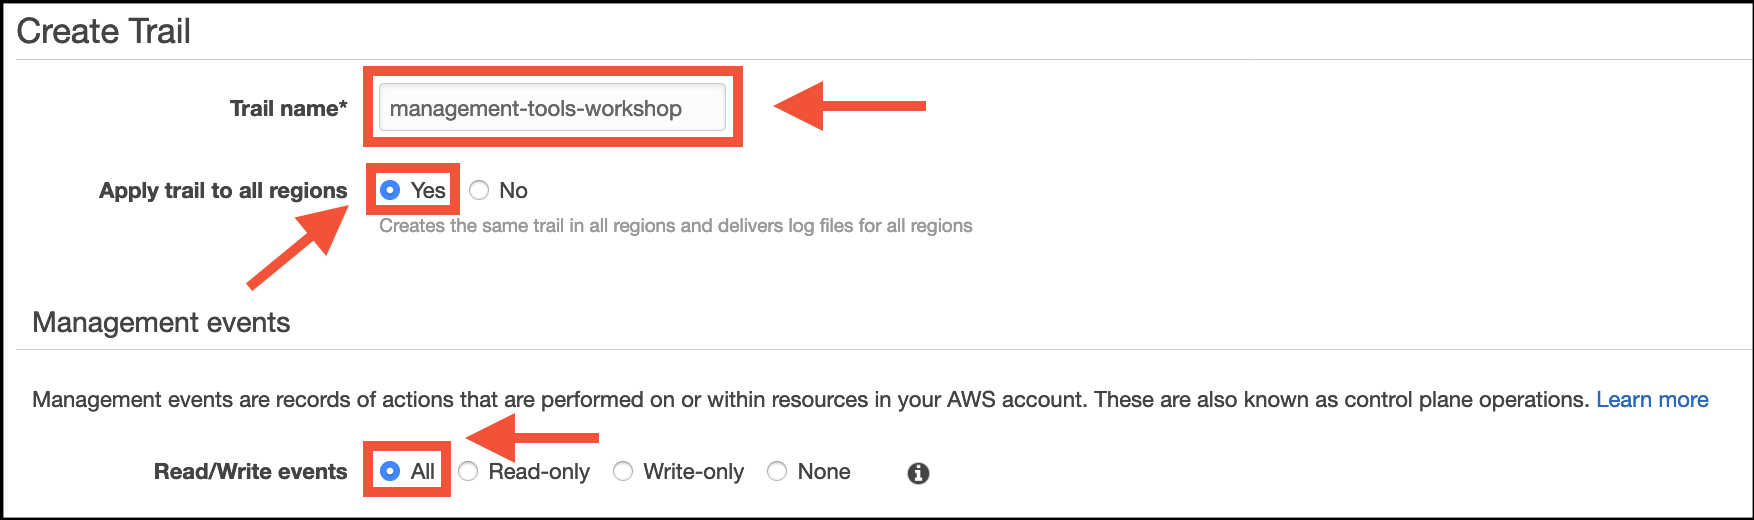 Create Trail
Trail name* management-tools-workshop
Apply trail to all regions Yes No
Creates the same trail in all regions and delivers log files for all regions
Management events
Management events are records of actions that are performed on or within resources in your AWS account. These are also known as control plane operations. Learn more
Read/Write events All Read-only Write-only None